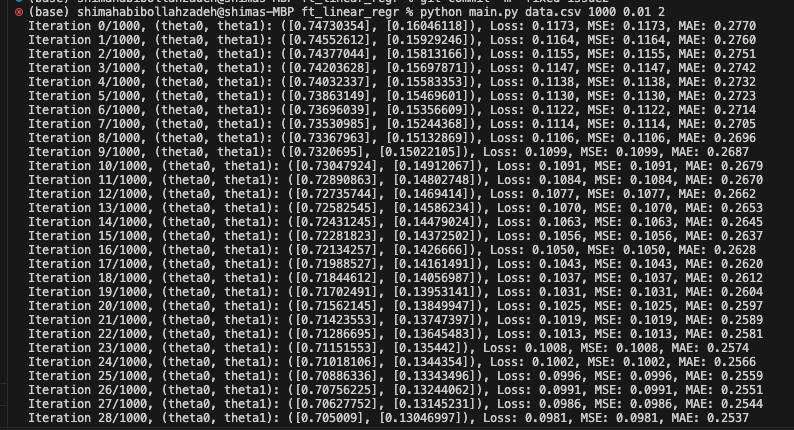 (base) shimahabibollahzadeh@shimas-MBP ft_linear_regr % python main.py data.csv 1000 0.01 2
Iteration 0/1000, (theta0, theta1): ([0.74730354], [0.16046118]), Loss: 0.1173, MSE: 0.1173, MAE: 0.2770
Iteration 1/1000, (theta0, theta1): ([0.74552612], [0.15929246]), Loss: 0.1164, MSE: 0.1164, MAE: 0.2760
Iteration 2/1000, (theta0, theta1): ([0.74377044], [0.15813166]), Loss: 0.1155, MSE: 0.1155, MAE: 0.2751
Iteration 3/1000, (theta0, theta1): ([0.74203628], [0.15697871]), Loss: 0.1147, MSE: 0.1147, MAE: 0.2742
Iteration 4/1000, (theta0, theta1): ([0.74032337], [0.15583353]), Loss: 0.1138, MSE: 0.1138, MAE: 0.2732
Iteration 5/1000, (theta0, theta1): ([0.73863149], [0.15469601]), Loss: 0.1130, MSE: 0.1130, MAE: 0.2723
Iteration 6/1000, (theta0, theta1): ([0.73696039], [0.15356609]), Loss: 0.1122, MSE: 0.1122, MAE: 0.2714
Iteration 7/1000, (theta0, theta1): ([0.73530985], [0.15244368]), Loss: 0.1114, MSE: 0.1114, MAE: 0.2705
Iteration 8/1000, (theta0, theta1): ([0.73367963], [0.15132869]), Loss: 0.1106, MSE: 0.1106, MAE: 0.2696
Iteration 9/1000, (theta0, theta1): ([0.7320695], [0.15022105]), Loss: 0.1099, MSE: 0.1099, MAE: 0.2687
Iteration 10/1000, (theta0, theta1): ([0.73047924], [0.14912067]), Loss: 0.1091, MSE: 0.1091, MAE: 0.2679
Iteration 11/1000, (theta0, theta1): ([0.72890863], [0.14802748]), Loss: 0.1084, MSE: 0.1084, MAE: 0.2670
Iteration 12/1000, (theta0, theta1): ([0.72735744], [0.1469414]), Loss: 0.1077, MSE: 0.1077, MAE: 0.2662
Iteration 13/1000, (theta0, theta1): ([0.72582545], [0.14586234]), Loss: 0.1070, MSE: 0.1070, MAE: 0.2653
Iteration 14/1000, (theta0, theta1): ([0.72431245], [0.14479024]), Loss: 0.1063, MSE: 0.1063, MAE: 0.2645
Iteration 15/1000, (theta0, theta1): ([0.72281823], [0.14372502]), Loss: 0.1056, MSE: 0.1056, MAE: 0.2637
Iteration 16/1000, (theta0, theta1): ([0.72134257], [0.1426666]), Loss: 0.1050, MSE: 0.1050, MAE: 0.2628
Iteration 17/1000, (theta0, theta1): ([0.71988527], [0.14161491]), Loss: 0.1043, MSE: 0.1043, MAE: 0.2620
Iteration 18/1000, (theta0, theta1): ([0.71844612], [0.14056987]), Loss: 0.1037, MSE: 0.1037, MAE: 0.2612
Iteration 19/1000, (theta0, theta1): ([0.71702491], [0.13953141]), Loss: 0.1031, MSE: 0.1031, MAE: 0.2604
Iteration 20/1000, (theta0, theta1): ([0.71562145], [0.13849947]), Loss: 0.1025, MSE: 0.1025, MAE: 0.2597
Iteration 21/1000, (theta0, theta1): ([0.71423553], [0.13747397]), Loss: 0.1019, MSE: 0.1019, MAE: 0.2589
Iteration 22/1000, (theta0, theta1): ([0.71286695], [0.13645483]), Loss: 0.1013, MSE: 0.1013, MAE: 0.2581
Iteration 23/1000, (theta0, theta1): ([0.71151553], [0.135442]), Loss: 0.1008, MSE: 0.1008, MAE: 0.2574
Iteration 24/1000, (theta0, theta1): ([0.71018106], [0.1344354]), Loss: 0.1002, MSE: 0.1002, MAE: 0.2566
Iteration 25/1000, (theta0, theta1): ([0.70886336], [0.13343496]), Loss: 0.0996, MSE: 0.0996, MAE: 0.2559
Iteration 26/1000, (theta0, theta1): ([0.70756225], [0.13244062]), Loss: 0.0991, MSE: 0.0991, MAE: 0.2551
Iteration 27/1000, (theta0, theta1): ([0.70627752], [0.13145231]), Loss: 0.0986, MSE: 0.0986, MAE: 0.2544
Iteration 28/1000, (theta0, theta1): ([0.705009], [0.13046997]), Loss: 0.0981, MSE: 0.0981, MAE: 0.2537